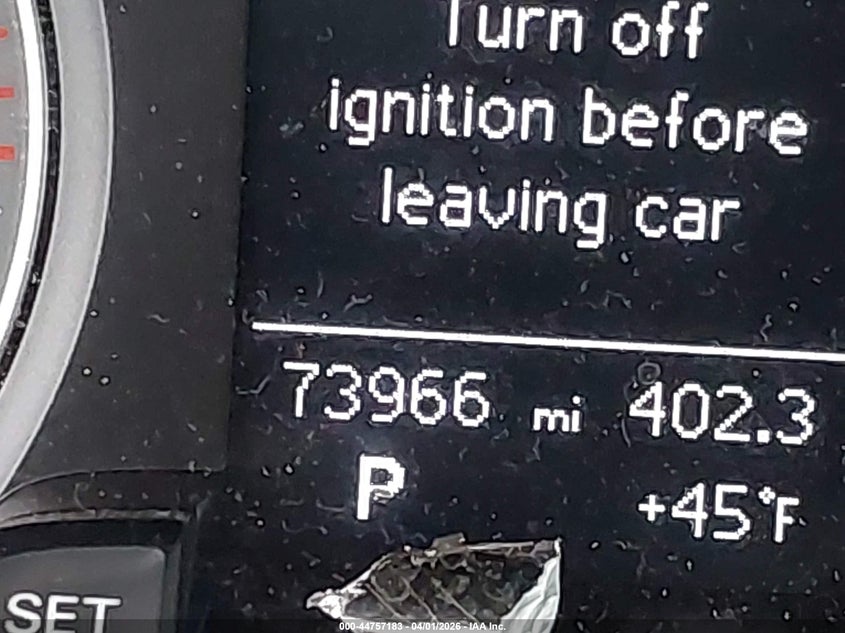 Turn off
ignition before
leaving car
73966 mi 402.3
P +45°F
SET
000-44757183 - 04/01/2026 - IAA Inc.